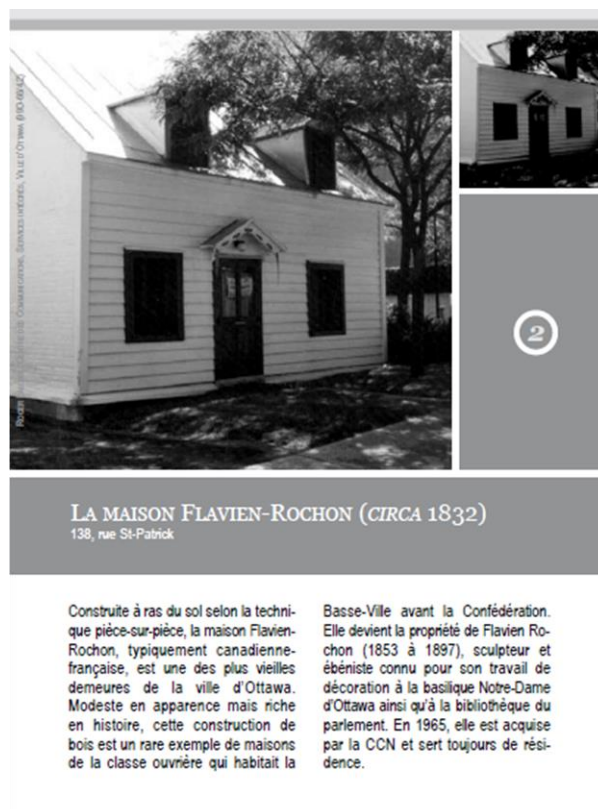 2
LA MAISON FLAVIEN-ROCHON (CIRCA 1832)
138, rue St-Patrick
Construite à ras du sol selon la techni-
que pièce-sur-pièce, la maison Flavien-
Rochon, typiquement canadienne-
française, est une des plus vieilles
demeures de la ville d'Ottawa.
Modeste en apparence mais riche
en histoire, cette construction de
bois est un rare exemple de maisons
de la classe ouvrière qui habitait la
Basse-Ville avant la Confédération.
Elle devient la propriété de Flavien Ro-
chon (1853 à 1897), sculpteur et
ébéniste connu pour son travail de
décoration à la basilique Notre-Dame
d'Ottawa ainsi qu'à la bibliothèque du
parlement. En 1965, elle est acquise
par la CCN et sert toujours de rési-
dence.